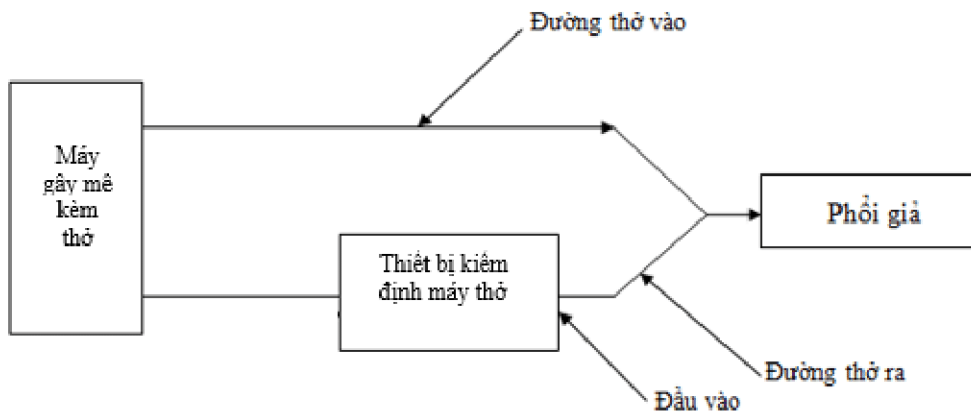 Đường thở vào
Máy
gây mê
kèm
thở
Phổi giả
Thiết bị kiểm
định máy thở
Đường thở ra
Đầu vào